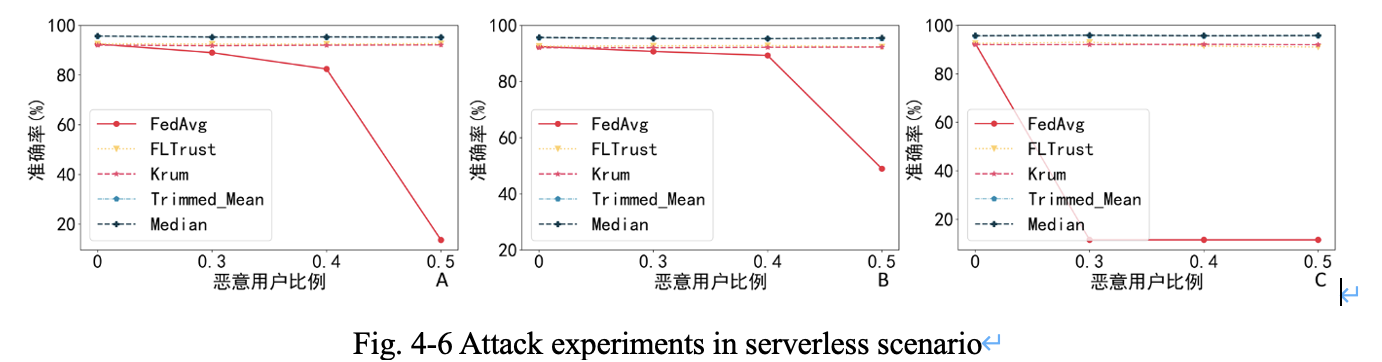 100
80
60
40
20
准确率(%)
FedAvg
FLTrust
Krum
Trimmed_Mean
Median
0 0.3 0.4 0.5
恶意用户比例 A
100
80
60
40
20
准确率(%)
FedAvg
FLTrust
Krum
Trimmed_Mean
Median
0 0.3 0.4 0.5
恶意用户比例 B
100
80
60
40
20
准确率(%)
FedAvg
FLTrust
Krum
Trimmed_Mean
Median
0 0.3 0.4 0.5
恶意用户比例 C
Fig. 4-6 Attack experiments in serverless scenario